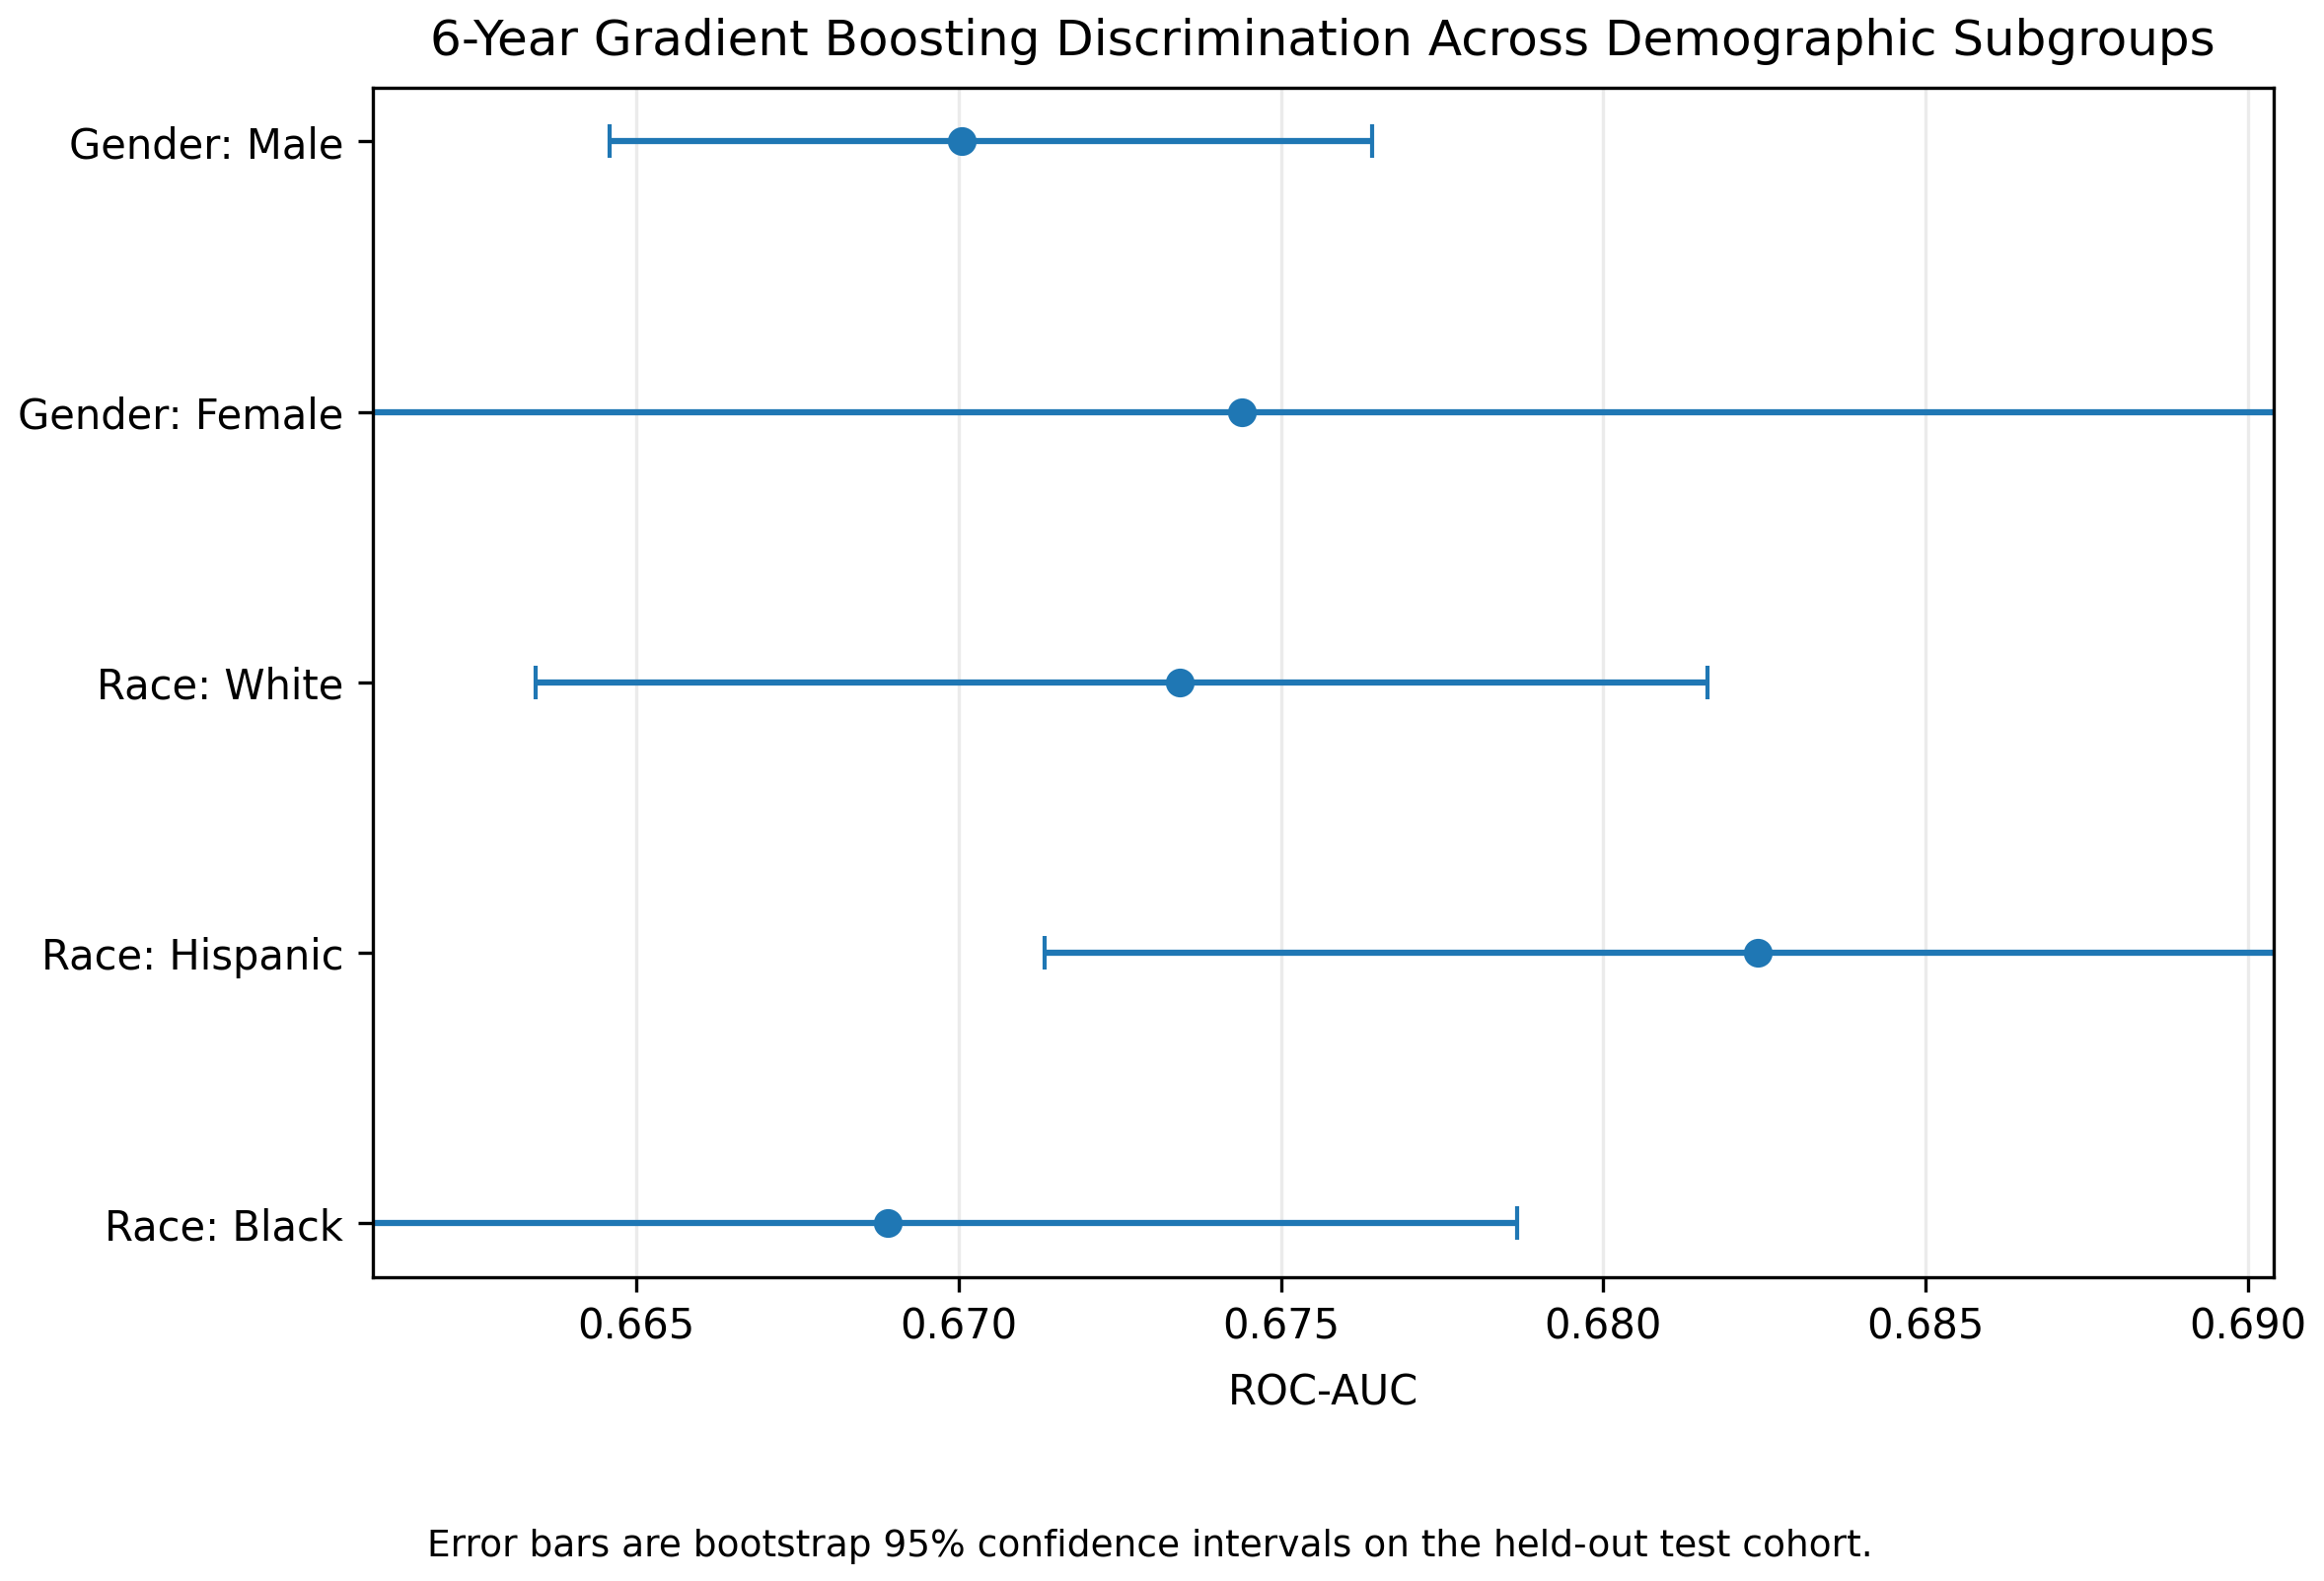 6-Year Gradient Boosting Discrimination Across Demographic Subgroups
Gender: Male
Gender: Female
Race: White
Race: Hispanic
Race: Black
0.665 0.670 0.675 0.680 0.685 0.690
ROC-AUC
Error bars are bootstrap 95% confidence intervals on the held-out test cohort.